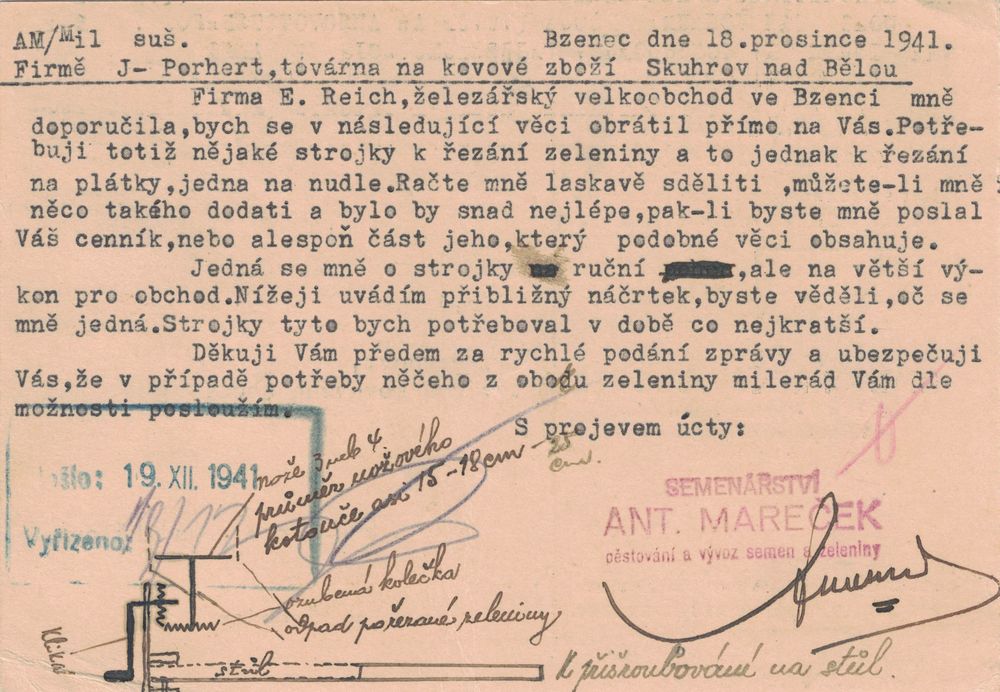 AM/Mil suš. Bzenec dne 18.prosince 1941.
Firmě J- Porhert,továrna na kovové zboží Skuhrov nad Bělou
Firma E. Reich,železářský velkoobchod ve Bzenci mně
doporučila,bych se v následující věci obrátil přímo na Vás.Potře-
buji totiž nějaké strojky k řezání zeleniny a to jednak k řezání
na plátky,jedna na nudle.Račte mně laskavě sděliti ,můžete-li mně
něco takého dodati a bylo by snad nejlépe,pak-li byste mně poslal
Váš cenník,nebo alespoň část jeho,který podobné věci obsahuje.
Jedná se mně o strojky ruční ,ale na větší vý-
kon pro obchod.Nížeji uvádím přibližný náčrtek,byste věděli,oč se
mně jedná.Strojky tyto bych potřeboval v době co nejkratší.
Děkuji Vám předem za rychlé podání zprávy a ubezpečuji
Vás,že v případě potřeby něčeho z obodu zeleniny milerád Vám dle
možnosti posloužím.
S projevem úcty:
ošlo: 19. XII. 1941
Vyřízeno:
nože 3 neb 4
průměr nožového
kotouče asi 15-18cm - 25
cm.
ozubená kolečka
odpad pořezané zeleniny
Klika
stůl
K přišroubování na stůl.
SEMENÁŘSTVÍ
ANT. MAREČEK
pěstování a vývoz semen a zeleniny